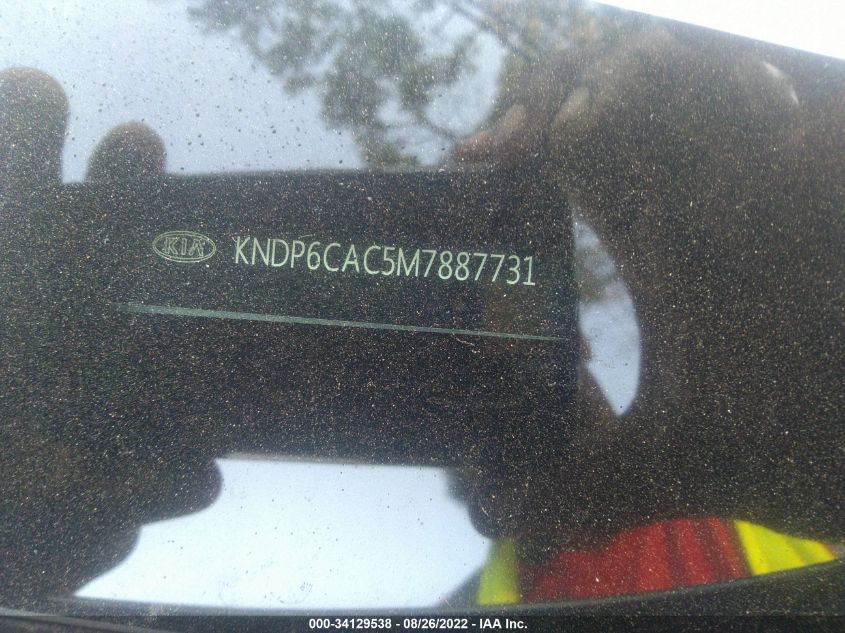 KIA KNDP6CAC5M7887731
000-34129538 - 08/26/2022 - IAA Inc.